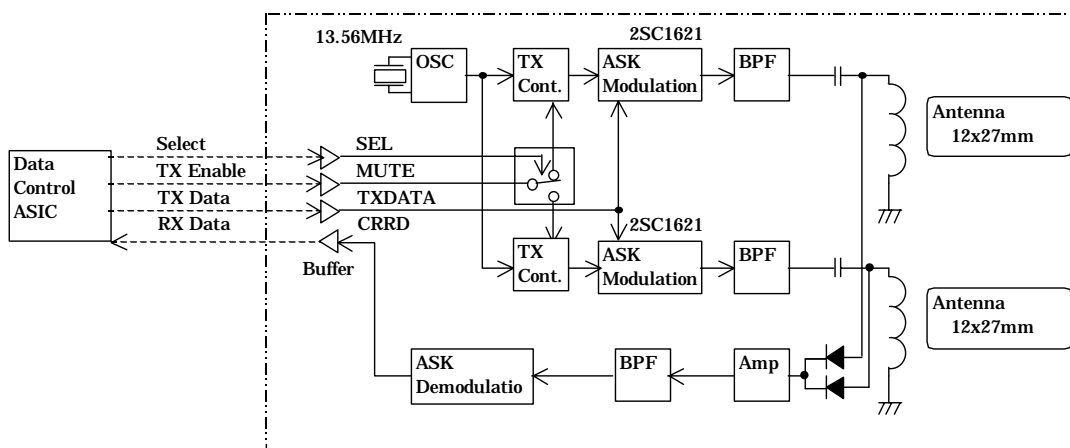 13.56MHz
OSC
TX
Cont.
2SC1621
ASK
Modulation
BPF
Antenna
12x27mm
Data
Control
ASIC
Select
TX Enable
TX Data
RX Data
SEL
MUTE
TXDATA
CRRD
Buffer
TX
Cont.
2SC1621
ASK
Modulation
BPF
Antenna
12x27mm
ASK
Demodulatio
BPF
Amp